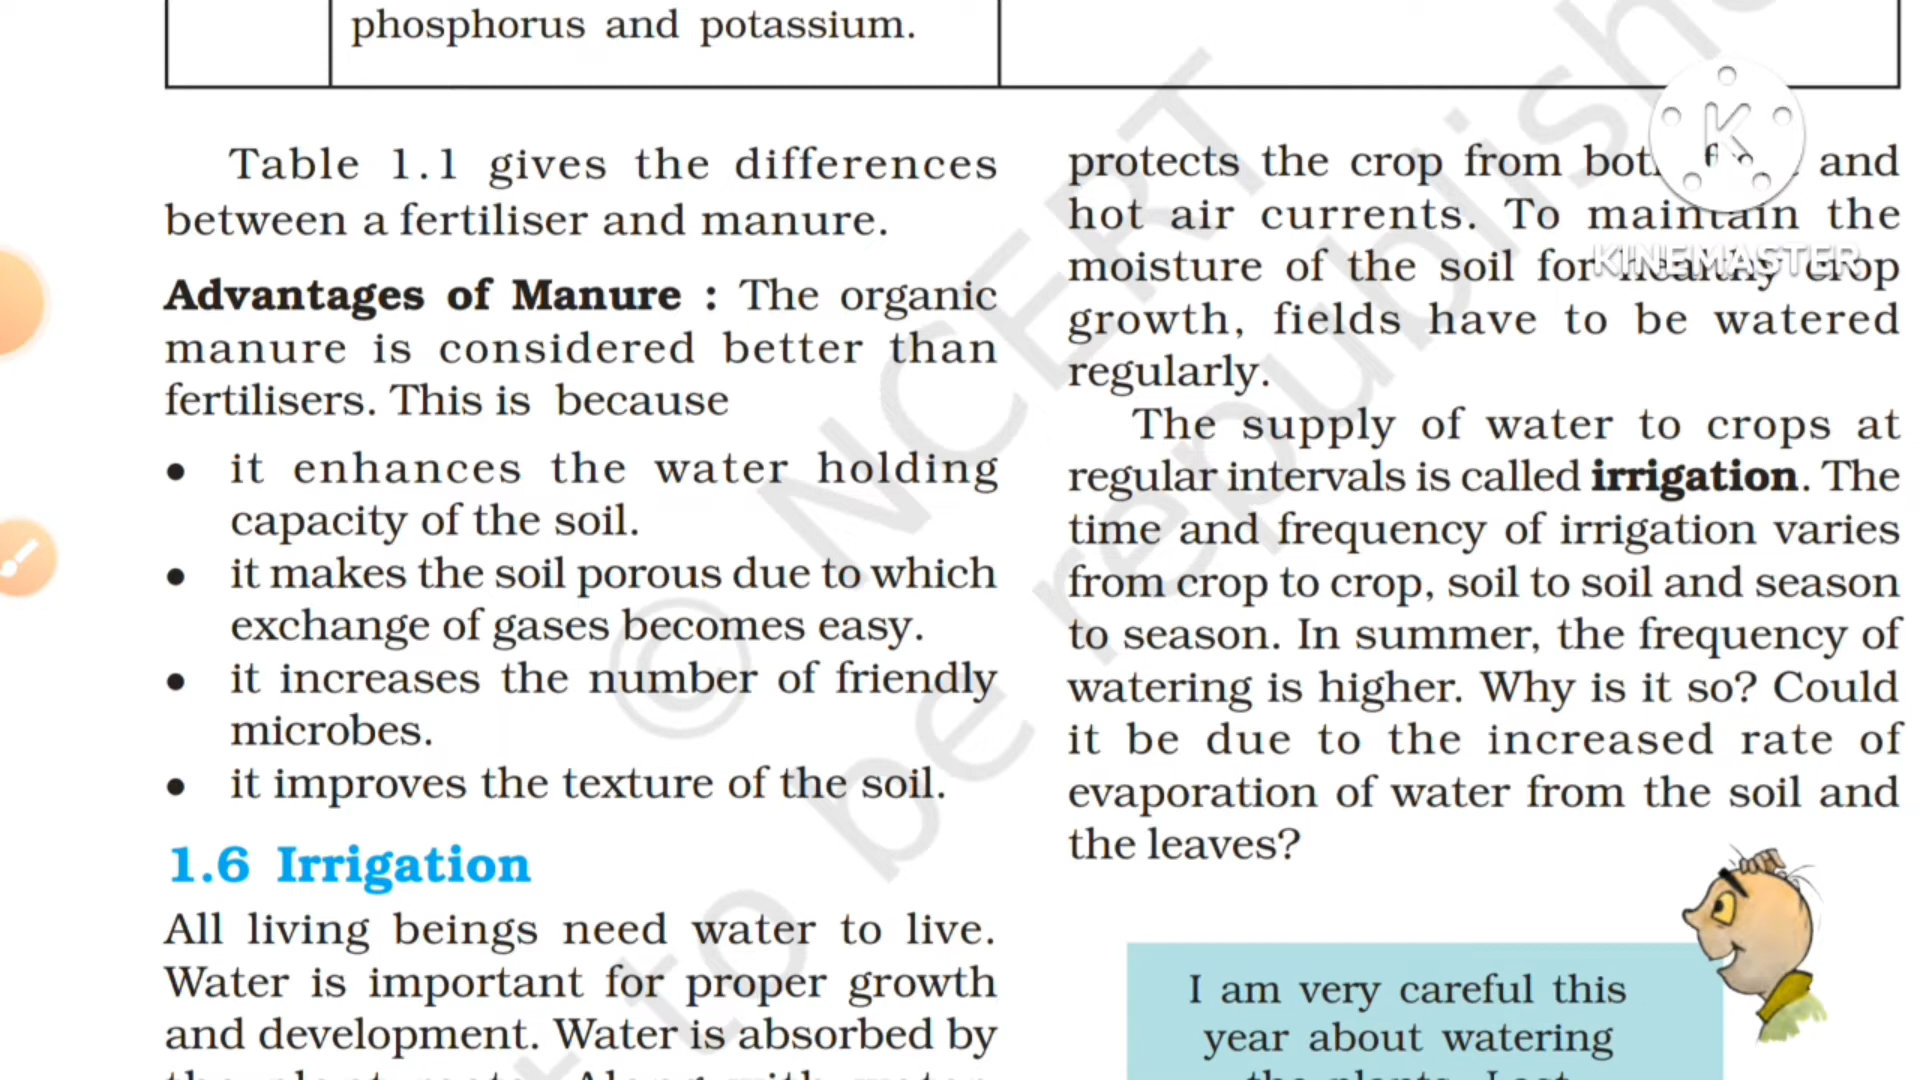 phosphorus and potassium.
Table 1.1 gives the differences
between a fertiliser and manure.
Advantages of Manure : The organic
manure is considered better than
fertilisers. This is because
• it enhances the water holding
capacity of the soil.
• it makes the soil porous due to which
exchange of gases becomes easy.
• it increases the number of friendly
microbes.
• it improves the texture of the soil.
1.6 Irrigation
All living beings need water to live.
Water is important for proper growth
and development. Water is absorbed by
protects the crop from and
hot air currents. To maintain the
moisture of the soil for healthy crop
growth, fields have to be watered
regularly.
The supply of water to crops at
regular intervals is called irrigation. The
time and frequency of irrigation varies
from crop to crop, soil to soil and season
to season. In summer, the frequency of
watering is higher. Why is it so? Could
it be due to the increased rate of
evaporation of water from the soil and
the leaves?
I am very careful this
year about watering
© NCERT
to be republish
K
KINEMASTER